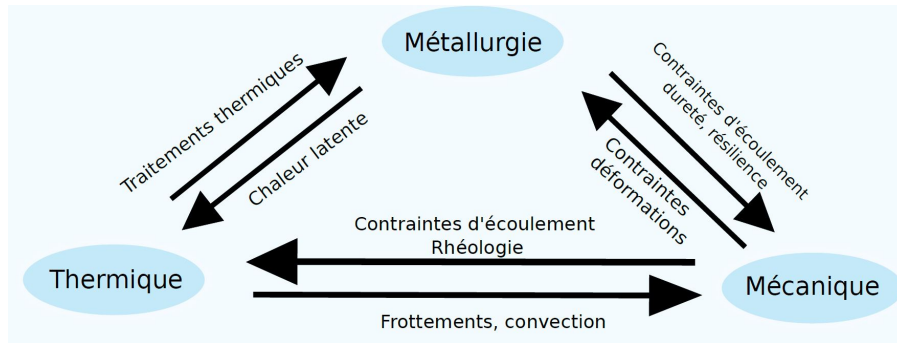 Métallurgie
Traitements thermiques
Chaleur latente
Contraintes d'écoulement
dureté, résilience
Contraintes
déformations
Contraintes d'écoulement
Rhéologie
Thermique
Mécanique
Frottements, convection